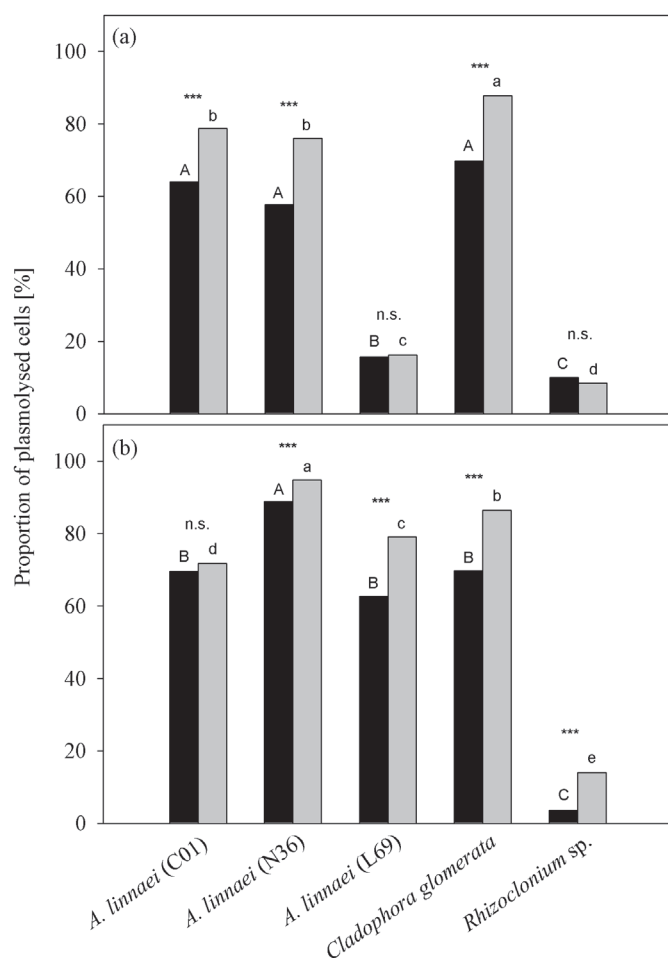 Proportion of plasmolysed cells [%]
(a)
100
80
60
40
20
0
*** *** n.s. *** n.s.
A b A b B c A a C d
(b)
100
80
60
40
20
0
n.s. *** *** *** ***
B d A a B c B b C e
A. linnaei (C01)
A. linnaei (N36)
A. linnaei (L69)
Cladophora glomerata
Rhizoclonium sp.